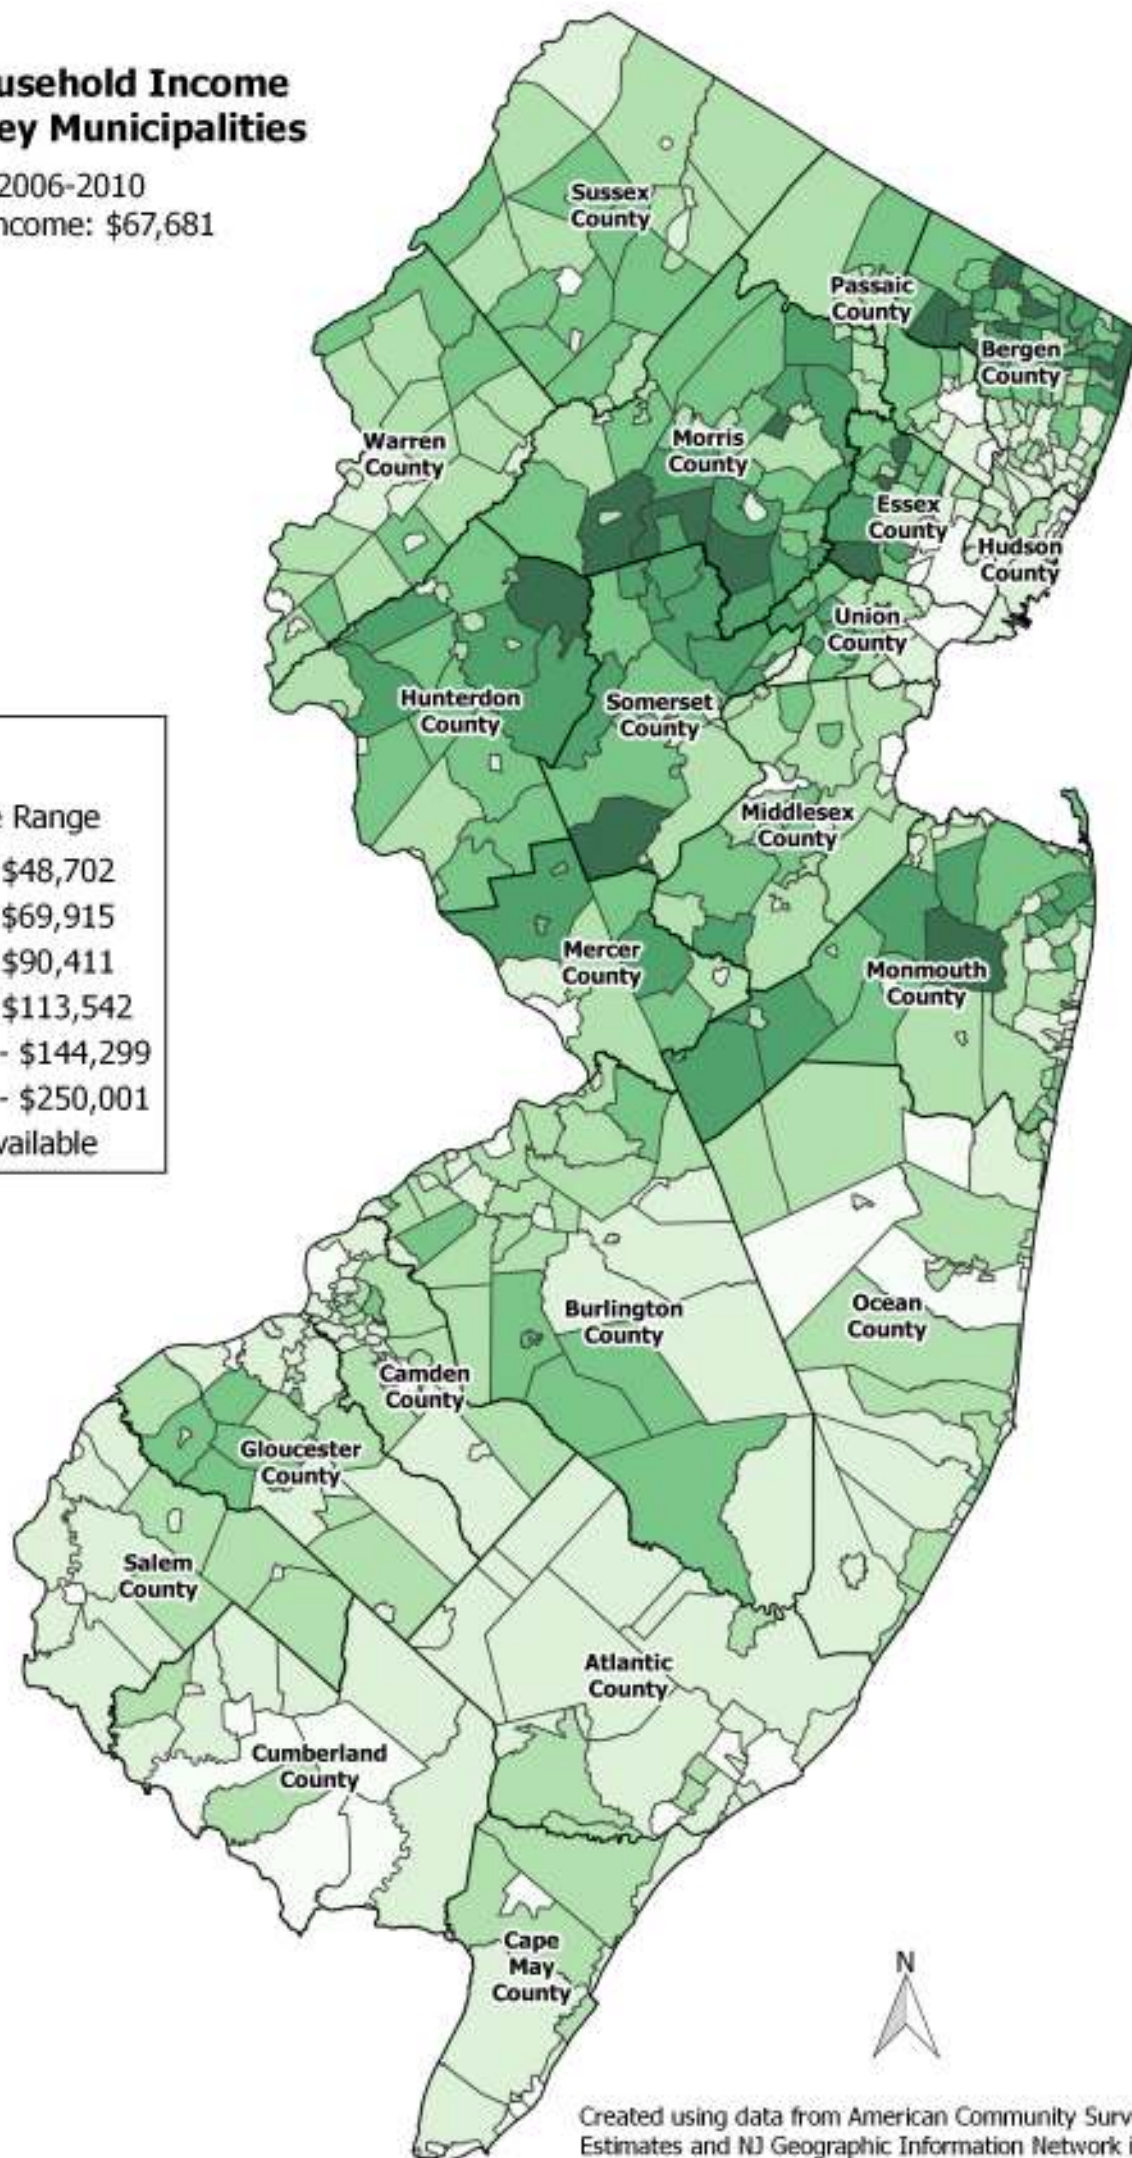 usehold Income
ey Municipalities
2006-2010
ncome: $67,681
Sussex
County
Passaic
County
Bergen
County
Warren
County
Morris
County
Essex
County
Hudson
County
Union
County
Hunterdon
County
Somerset
County
Range
$48,702
$69,915
$90,411
$113,542
- $144,299
- $250,001
vailable
Middlesex
County
Mercer
County
Monmouth
County
Burlington
County
Ocean
County
Camden
County
Gloucester
County
Salem
County
Atlantic
County
Cumberland
County
Cape
May
County
N
Created using data from American Community Surv
Estimates and NJ Geographic Information Network i